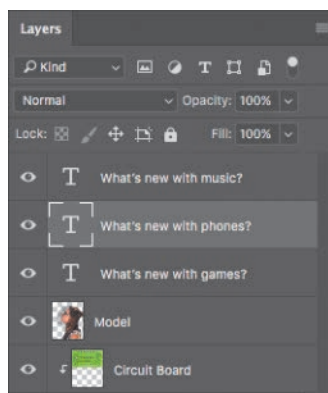 Layers
Kind
Normal Opacity: 100%
Lock: Fill: 100%
T What's new with music?
T What's new with phones?
T What's new with games?
Model
Circuit Board